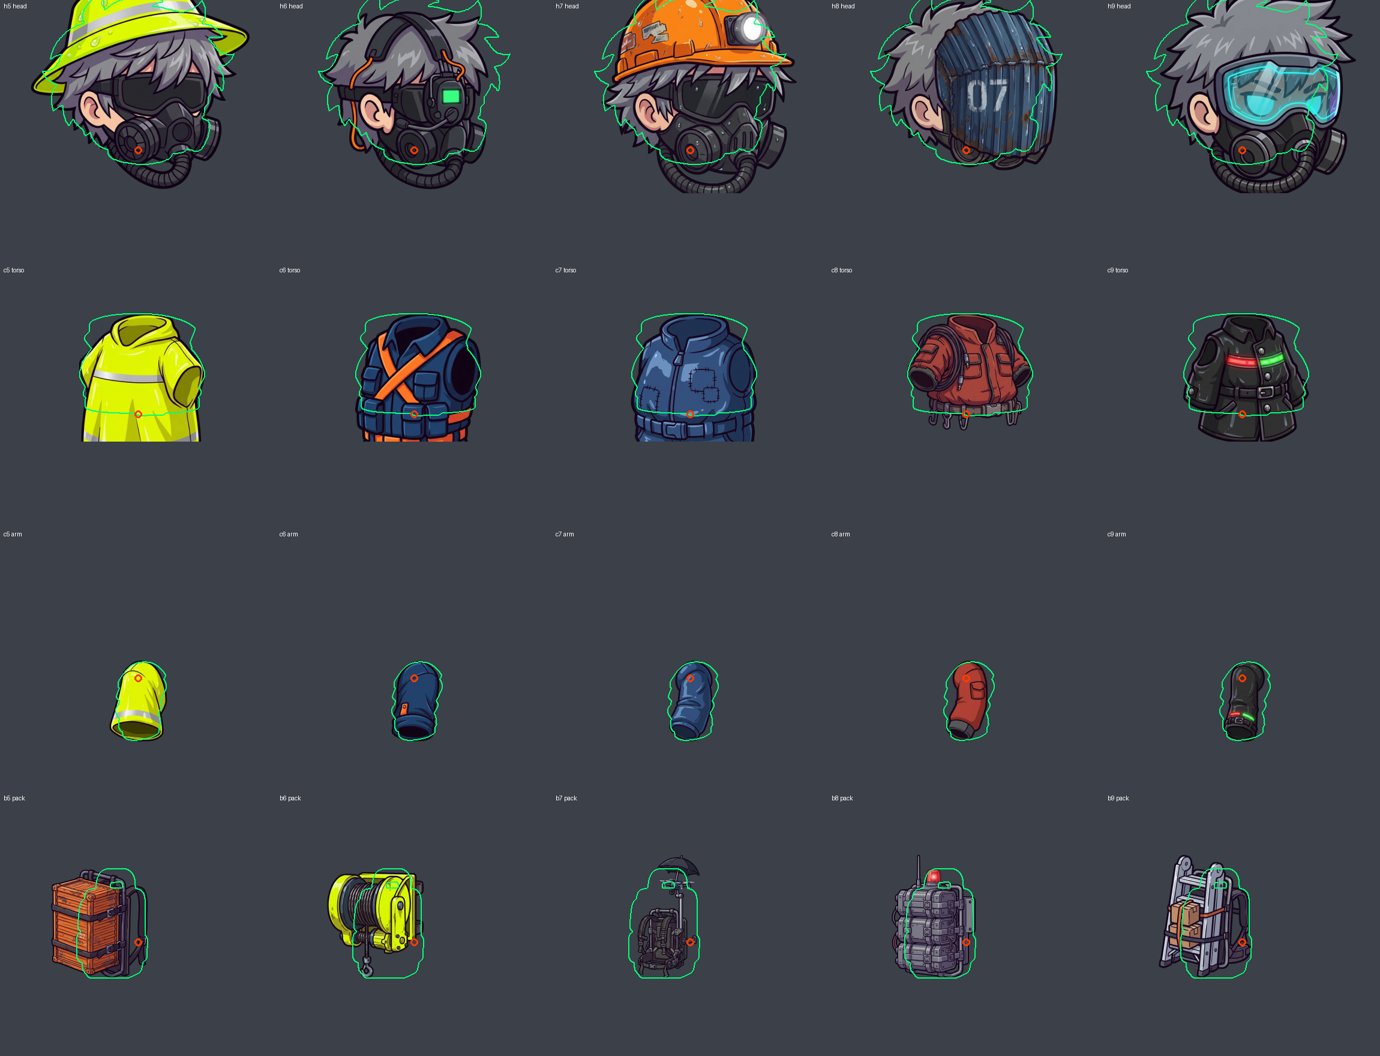 h5 head
h6 head
h7 head
h8 head
h9 head
07
c5 torso
c6 torso
c7 torso
c8 torso
c9 torso
c5 arm
c6 arm
c7 arm
c8 arm
c9 arm
b5 pack
b6 pack
b7 pack
b8 pack
b9 pack